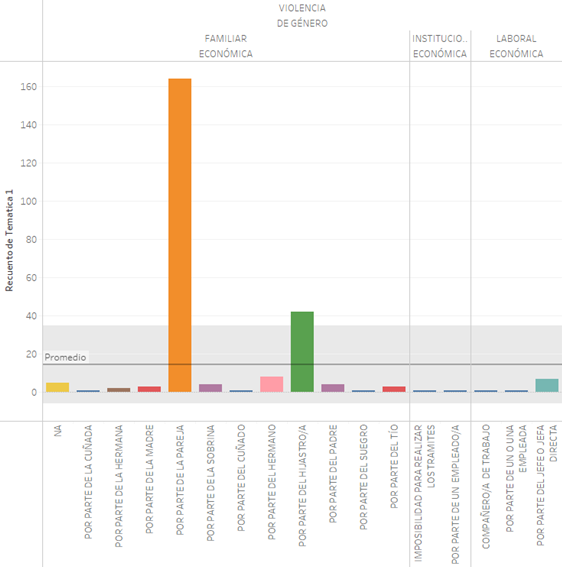 VIOLENCIA
DE GÉNERO
FAMILIAR
ECONÓMICA
INSTITUCIO..
ECONÓMICA
LABORAL
ECONÓMICA
Recuento de Tematica 1
160
140
120
100
80
60
40
20
0
Promedio
NA
POR PARTE DE LA CUÑADA
POR PARTE DE LA HERMANA
POR PARTE DE LA MADRE
POR PARTE DE LA PAREJA
POR PARTE DE LA SOBRINA
POR PARTE DEL CUÑADO
POR PARTE DEL HERMANO
POR PARTE DEL HIJASTRO/A
POR PARTE DEL PADRE
POR PARTE DEL SUEGRO
POR PARTE DEL TÍO
IMPOSIBILIDAD PARA REALIZAR
LOS TRAMITES
POR PARTE DE UN EMPLEADO/A
COMPAÑERO/A DE TRABAJO
POR PARTE DE UN O UNA
EMPLEADA
POR PARTE DEL JEFE O JEFA
DIRECTA